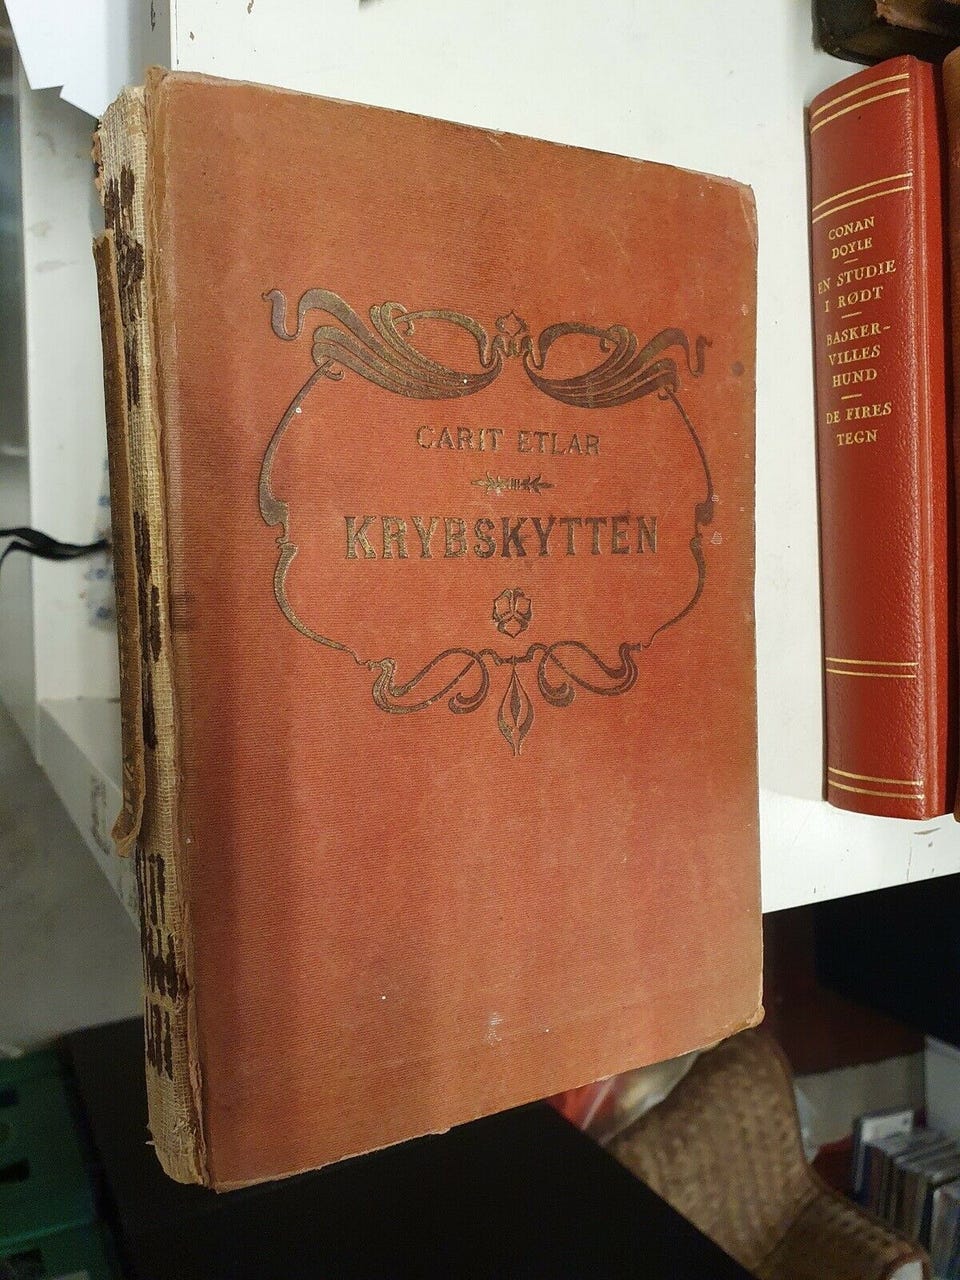 CARIT ETLAR
KRYBSKYTTEN
CONAN
DOYLE
EN STUDIE
I RØDT
BASKER-
VILLES
HUND
DE FIRES
TEGN